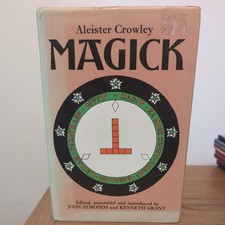 Aleister Crowley
MAGICK
Edited, annotated and introduced by
JOHN SYMONDS and KENNETH GRANT